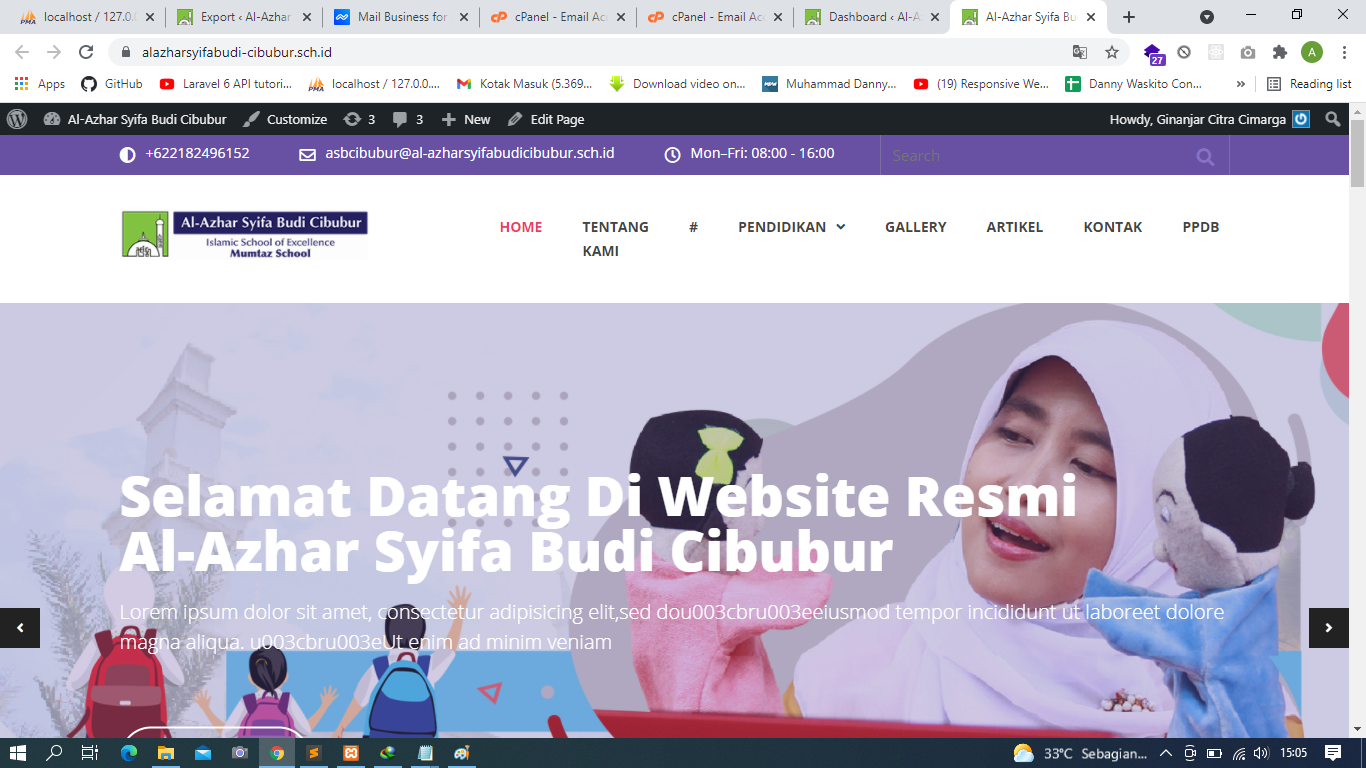 localhost / 127.0.
Export ‹ Al-Azhar
Mail Business for
cPanel - Email Acc
cPanel - Email Acc
Dashboard ‹ Al-A
Al-Azhar Syifa Bu
alazharsyifabudi-cibubur.sch.id
27
A
Apps
GitHub
Laravel 6 API tutori...
localhost / 127.0.0....
Kotak Masuk (5.369...
Download video on...
Muhammad Danny...
(19) Responsive We...
Danny Waskito Con...
»
Reading list
Al-Azhar Syifa Budi Cibubur
Customize
3
3
New
Edit Page
Howdy, Ginanjar Citra Cimarga
+622182496152
asbcibubur@al-azharsyifabudicibubur.sch.id
Mon–Fri: 08:00 - 16:00
Search
Al-Azhar Syifa Budi Cibubur
Islamic School of Excellence
Mumtaz School
HOME
TENTANG
KAMI
#
PENDIDIKAN
GALLERY
ARTIKEL
KONTAK
PPDB
Selamat Datang Di Website Resmi
Al-Azhar Syifa Budi Cibubur
Lorem ipsum dolor sit amet, consectetur adipisicing elit,sed dou003cbru003eeiusmod tempor incididunt ut laboreet dolore
magna aliqua. u003cbru003eUt enim ad minim veniam
33°C Sebagian...
15:05